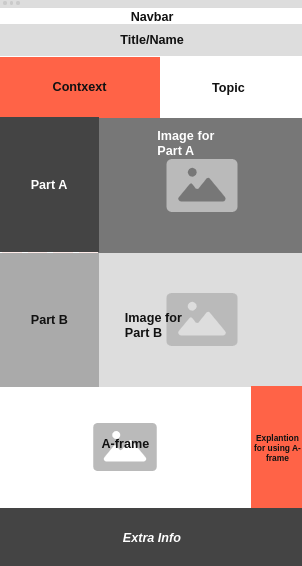 Navbar
Title/Name
Contxext
Topic
Image for
Part A
Part A
Part B
Image for
Part B
A-frame
Explantion
for using A-
frame
Extra Info